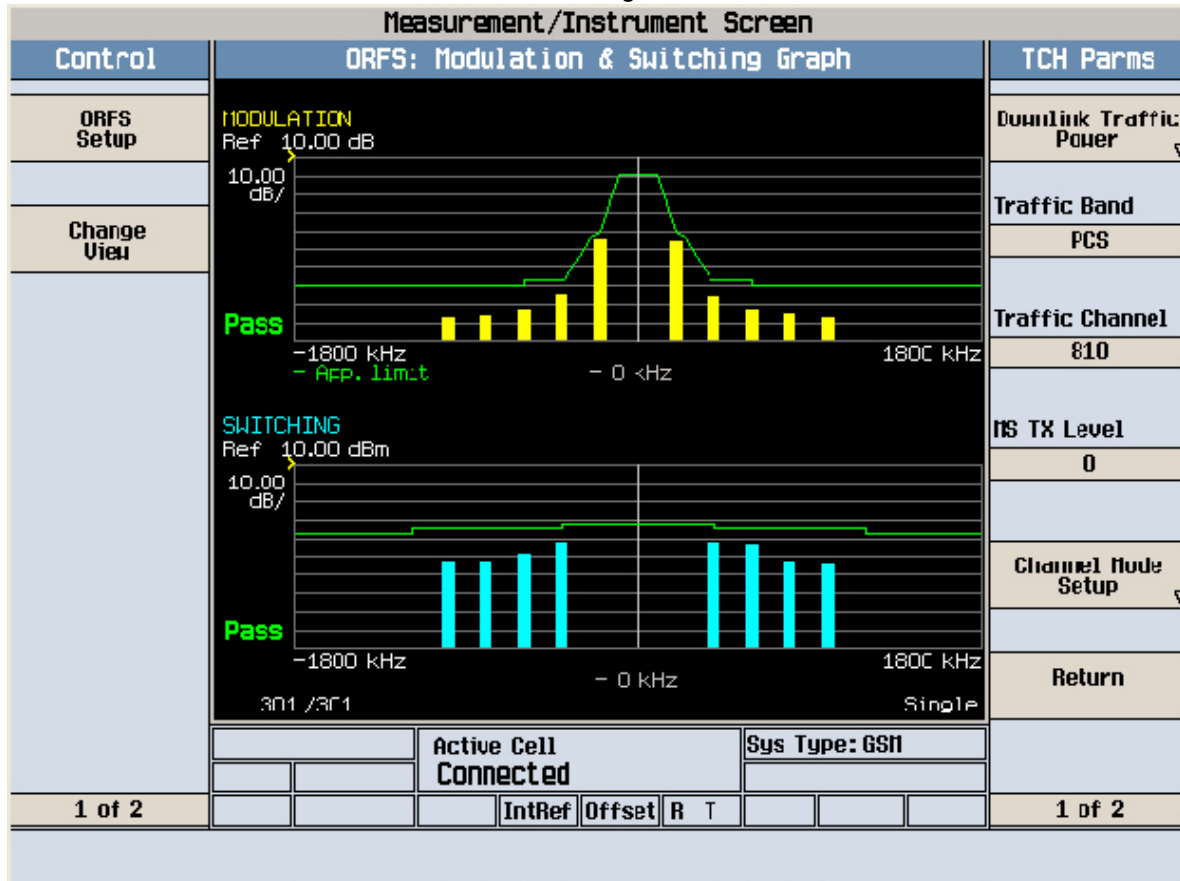 Measurement/Instrument Screen
Control
ORFS: Modulation & Switching Graph
TCH Parms
ORFS
Setup
Change
View
1 of 2
MODULATION
Ref 10.00 dB
10.00
dB/
Pass
-1800 kHz
1800 kHz
- App. limit
- 0 kHz
SWITCHING
Ref 10.00 dBm
10.00
dB/
Pass
-1800 kHz
1800 kHz
- 0 kHz
301 /301
Single
Active Cell
Connected
Sys Type: GSM
IntRef
Offset
R T
Downlink Traffic
Power
Traffic Band
PCS
Traffic Channel
810
MS TX Level
0
Channel Mode
Setup
Return
1 of 2